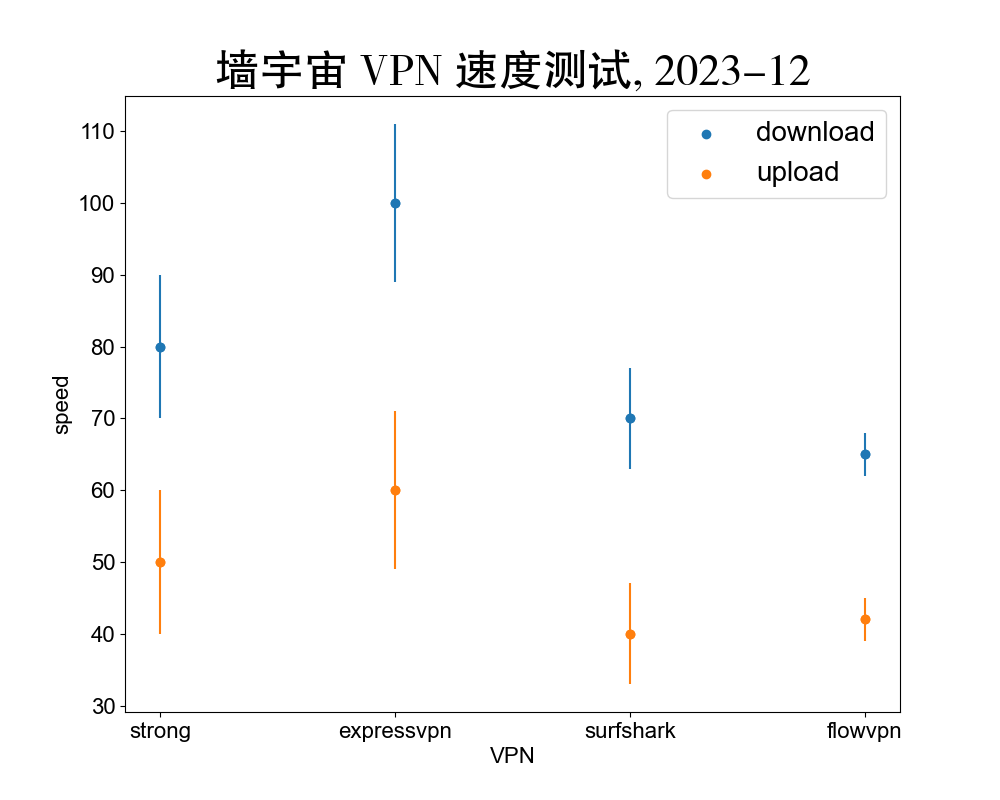 墙宇宙 VPN 速度测试, 2023-12
download
upload
110
100
90
80
70
60
50
40
30
speed
strong expressvpn surfshark flowvpn
VPN